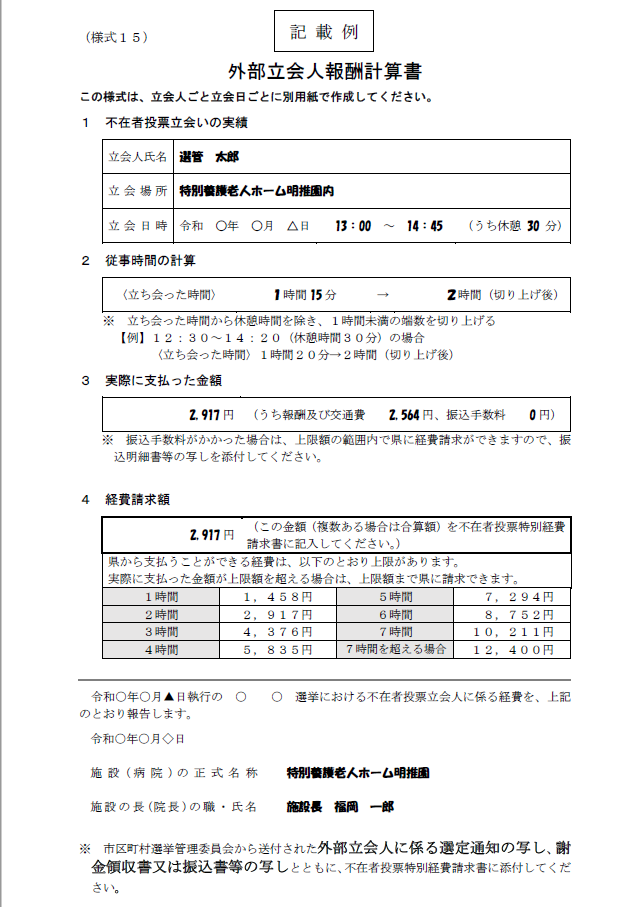 （様式１５）
記 載 例
外部立会人報酬計算書
この様式は、立会人ごと立会日ごとに別用紙で作成してください。
１　不在者投票立会いの実績
立会人氏名　選管　太郎
立 会 場 所　特別養護老人ホーム明推園内
立 会 日 時　令和　〇年　〇月　△日　13：00　～　14：45　（うち休憩 30 分）
２　従事時間の計算
〈立ち会った時間〉　1 時間 15 分　→　2 時間（切り上げ後）
※　立ち会った時間から休憩時間を除き、１時間未満の端数を切り上げる
【例】１２：３０～１４：２０（休憩時間３０分）の場合
〈立ち会った時間〉１時間２０分→２時間（切り上げ後）
３　実際に支払った金額
2,917 円　（うち報酬及び交通費　2,564 円、振込手数料　0 円）
※　振込手数料がかかった場合は、上限額の範囲内で県に経費請求ができますので、振
込明細書等の写しを添付してください。
４　経費請求額
2,917 円　（この金額（複数ある場合は合算額）を不在者投票特別経費
請求書に記入してください。）
県から支払うことができる経費は、以下のとおり上限があります。
実際に支払った金額が上限額を超える場合は、上限額まで県に請求できます。
１時間　１，４５８円　５時間　７，２９４円
２時間　２，９１７円　６時間　８，７５２円
３時間　４，３７６円　７時間　１０，２１１円
４時間　５，８３５円　７時間を超える場合　１２，４００円
令和〇年〇月▲日執行の　〇　　〇　選挙における不在者投票立会人に係る経費を、上記
のとおり報告します。
令和〇年〇月◇日
施 設（病 院）の 正 式 名 称　特別養護老人ホーム明推園
施設の長（院長）の職・氏名　施設長　福岡　一郎
※　市区町村選挙管理委員会から送付された外部立会人に係る選定通知の写し、謝
金領収書又は振込書等の写しとともに、不在者投票特別経費請求書に添付してくだ
さい。